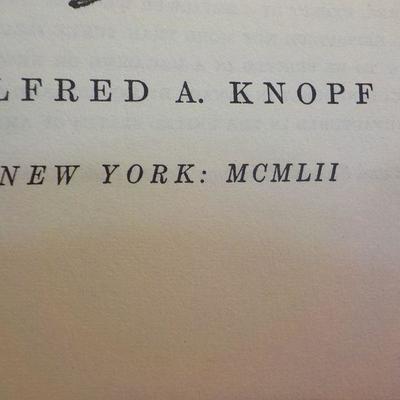 LFRED A. KNOPF
NEW YORK: MCMLII